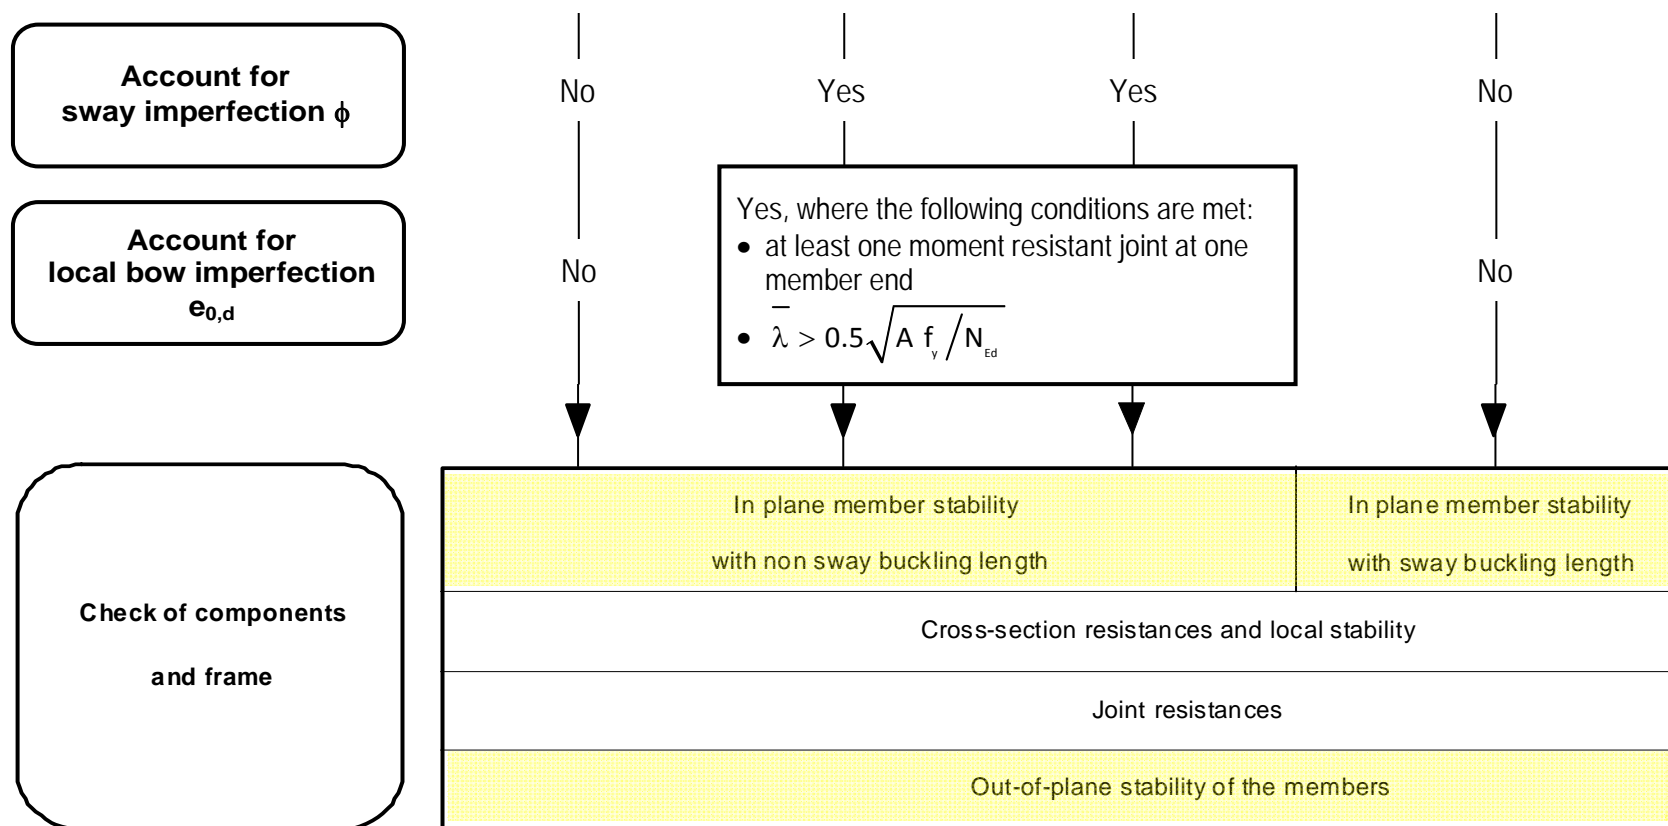 Account for
sway imperfection ϕ
No
Yes
Yes
No
Account for
local bow imperfection
e0,d
No
Yes, where the following conditions are met:
• at least one moment resistant joint at one
member end
• λ̅ > 0.5√(A fy/NEd)
No
Check of components
and frame
In plane member stability
with non sway buckling length
In plane member stability
with sway buckling length
Cross-section resistances and local stability
Joint resistances
Out-of-plane stability of the members